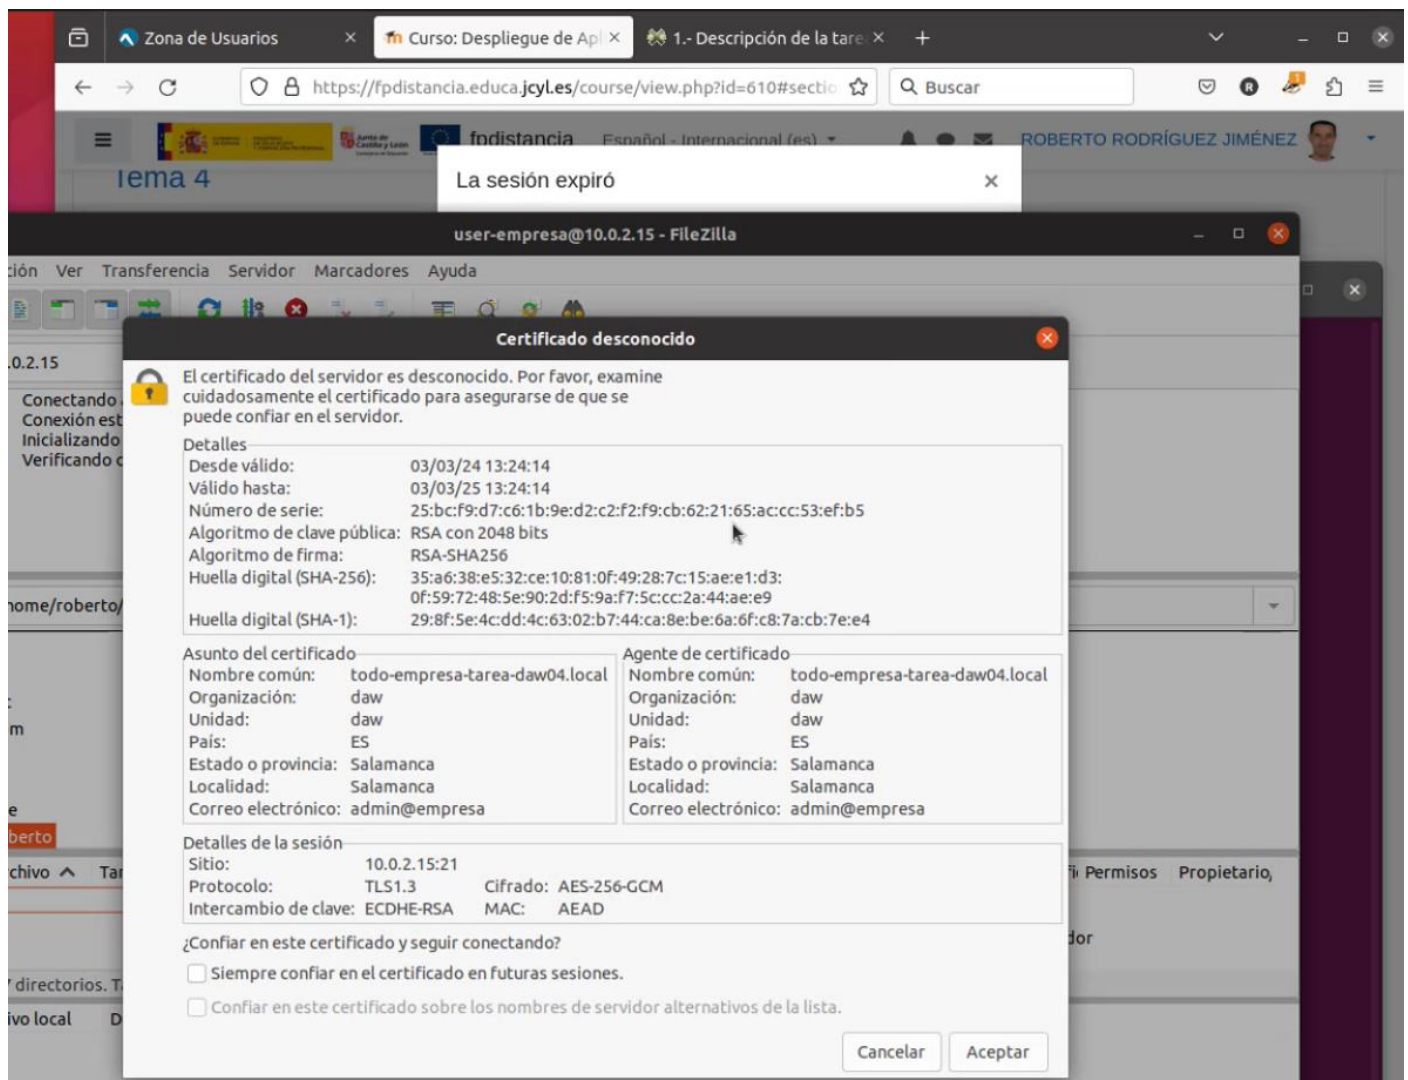 Zona de Usuarios
Curso: Despliegue de Apl
1.- Descripción de la tare
https://fpdistancia.educa.jcyl.es/course/view.php?id=610#sectio
Buscar
Junta de
Castilla y León
fpdistancia
Español - Internacional (es)
ROBERTO RODRÍGUEZ JIMÉNEZ
Tema 4
La sesión expiró
user-empresa@10.0.2.15 - FileZilla
ción Ver Transferencia Servidor Marcadores Ayuda
Certificado desconocido
.0.2.15
Conectando
Conexión est
Inicializando
Verificando c
El certificado del servidor es desconocido. Por favor, examine
cuidadosamente el certificado para asegurarse de que se
puede confiar en el servidor.
Detalles
Desde válido: 03/03/24 13:24:14
Válido hasta: 03/03/25 13:24:14
Número de serie: 25:bc:f9:d7:c6:1b:9e:d2:c2:f2:f9:cb:62:21:65:ac:cc:53:ef:b5
Algoritmo de clave pública: RSA con 2048 bits
Algoritmo de firma: RSA-SHA256
Huella digital (SHA-256): 35:a6:38:e5:32:ce:10:81:0f:49:28:7c:15:ae:e1:d3:
0f:59:72:48:5e:90:2d:f5:9a:f7:5c:cc:2a:44:ae:e9
Huella digital (SHA-1): 29:8f:5e:4c:dd:4c:63:02:b7:44:ca:8e:be:6a:6f:c8:7a:cb:7e:e4
home/roberto/
Asunto del certificado
Nombre común: todo-empresa-tarea-daw04.local
Organización: daw
Unidad: daw
País: ES
Estado o provincia: Salamanca
Localidad: Salamanca
Correo electrónico: admin@empresa
Agente de certificado
Nombre común: todo-empresa-tarea-daw04.local
Organización: daw
Unidad: daw
País: ES
Estado o provincia: Salamanca
Localidad: Salamanca
Correo electrónico: admin@empresa
m
e
berto
chivo Tar
Permisos Propietario,
Detalles de la sesión
Sitio: 10.0.2.15:21
Protocolo: TLS1.3 Cifrado: AES-256-GCM
Intercambio de clave: ECDHE-RSA MAC: AEAD
dor
¿Confiar en este certificado y seguir conectando?
Siempre confiar en el certificado en futuras sesiones.
Confiar en este certificado sobre los nombres de servidor alternativos de la lista.
7 directorios. T
ivo local D
Cancelar Aceptar